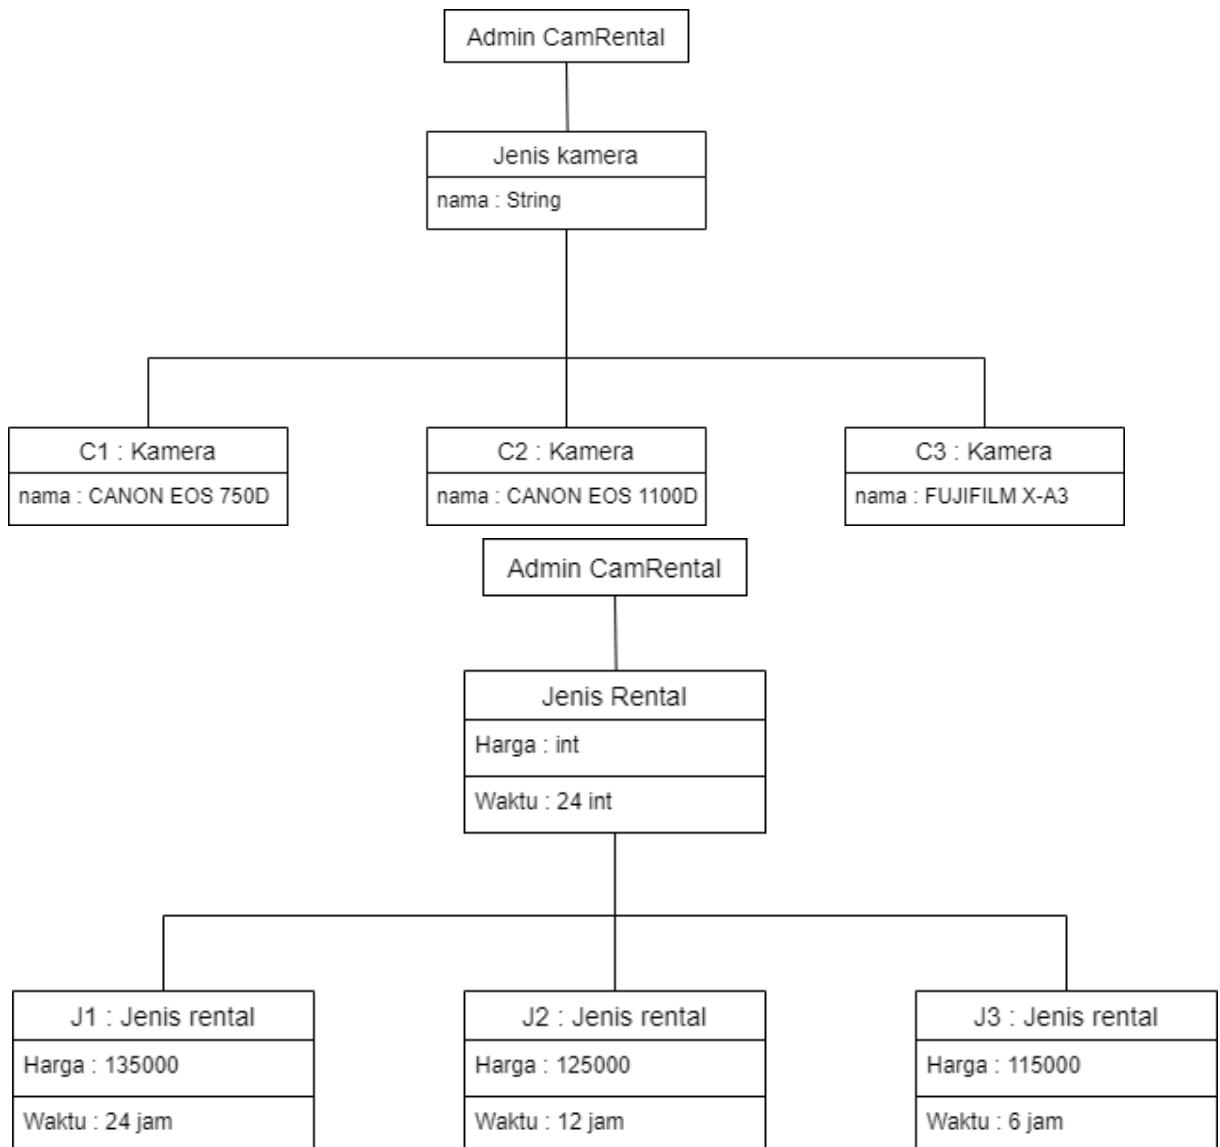 Admin CamRental
Jenis kamera
nama : String
C1 : Kamera
nama : CANON EOS 750D
C2 : Kamera
nama : CANON EOS 1100D
C3 : Kamera
nama : FUJIFILM X-A3
Admin CamRental
Jenis Rental
Harga : int
Waktu : 24 int
J1 : Jenis rental
Harga : 135000
Waktu : 24 jam
J2 : Jenis rental
Harga : 125000
Waktu : 12 jam
J3 : Jenis rental
Harga : 115000
Waktu : 6 jam